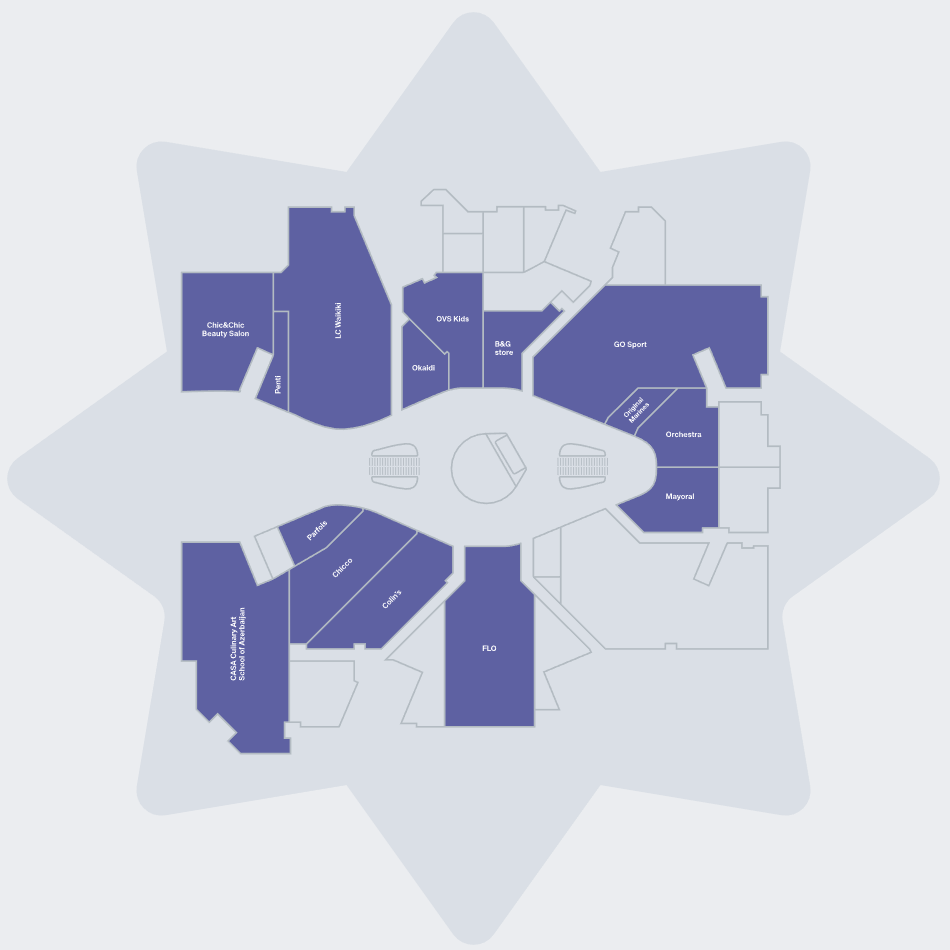 Chic&Chic
Beauty Salon
Penti
LC Waikiki
OVS Kids
Okaldi
B&G
store
GO Sport
Original
Marines
Orchestra
Mayoral
Parfois
Chicco
Colin's
CASA Culinary Art
School of Azerbaijan
FLO